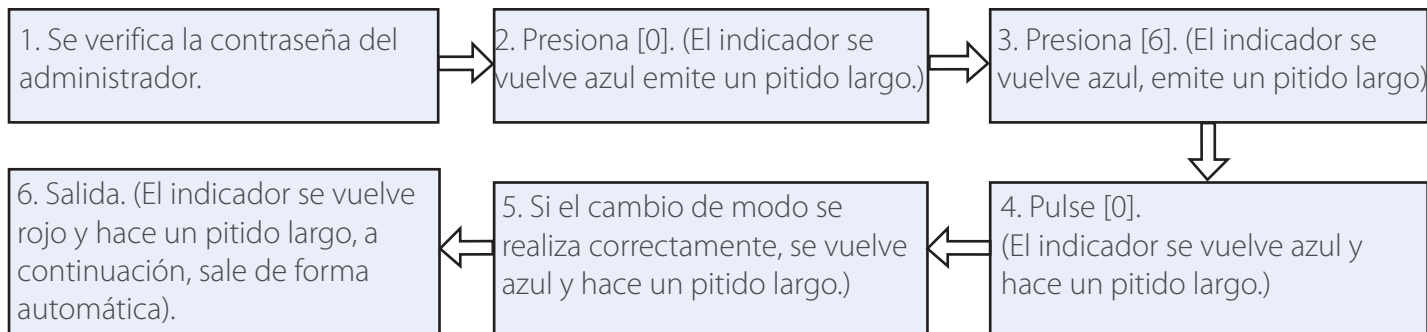 1. Se verifica la contraseña del
administrador.
2. Presiona [0]. (El indicador se
vuelve azul emite un pitido largo.)
3. Presiona [6]. (El indicador se
vuelve azul, emite un pitido largo)
4. Pulse [0].
(El indicador se vuelve azul y
hace un pitido largo.)
5. Si el cambio de modo se
realiza correctamente, se vuelve
azul y hace un pitido largo.)
6. Salida. (El indicador se vuelve
rojo y hace un pitido largo, a
continuación, sale de forma
automática).